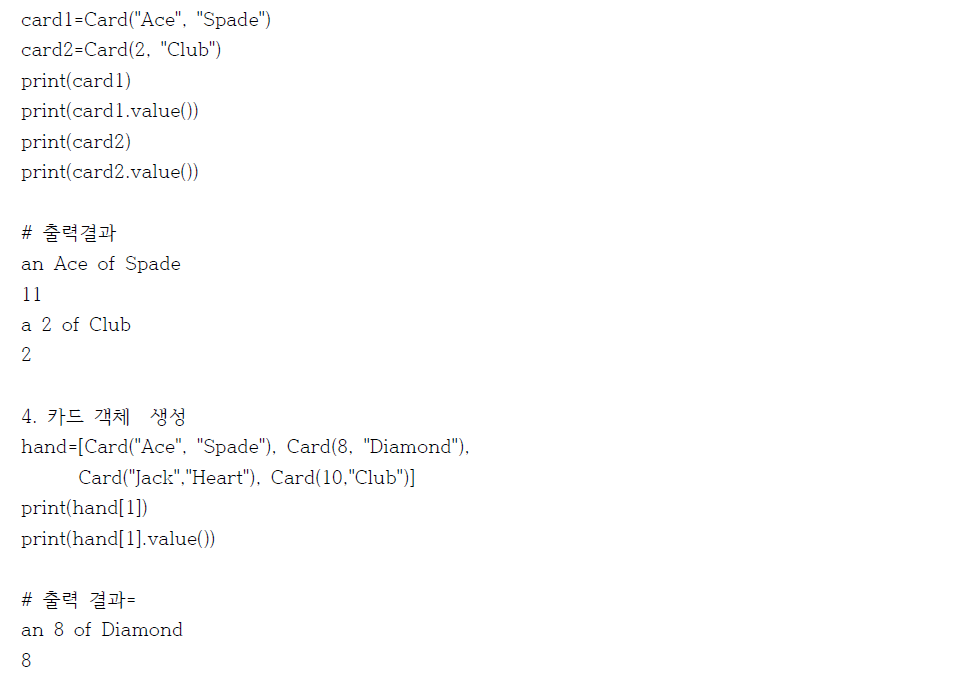 card1=Card("Ace", "Spade")
card2=Card(2, "Club")
print(card1)
print(card1.value())
print(card2)
print(card2.value())
# 출력결과
an Ace of Spade
11
a 2 of Club
2
4. 카드 객체 생성
hand=[Card("Ace", "Spade"), Card(8, "Diamond"),
Card("Jack","Heart"), Card(10,"Club")]
print(hand[1])
print(hand[1].value())
# 출력 결과=
an 8 of Diamond
8